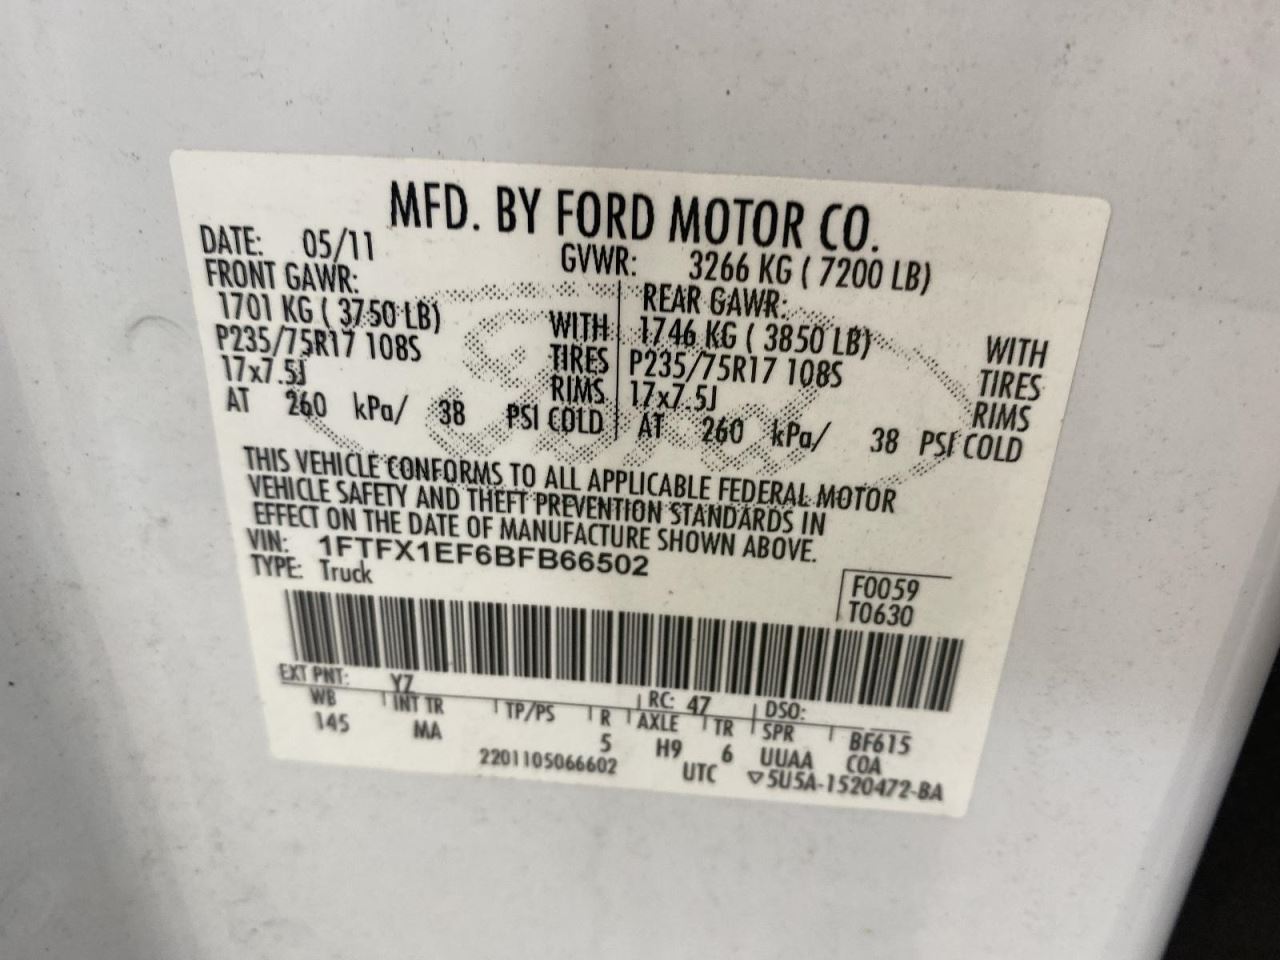 MFD. BY FORD MOTOR CO.
DATE: 05/11 GVWR: 3266 KG ( 7200 LB)
FRONT GAWR: REAR GAWR:
1701 KG ( 3750 LB) WITH 1746 KG ( 3850 LB) WITH
P235/75R17 108S TIRES P235/75R17 108S TIRES
17x7.5J RIMS 17x7.5J RIMS
AT 260 kPa/ 38 PSI COLD AT 260 kPa/ 38 PSI COLD
THIS VEHICLE CONFORMS TO ALL APPLICABLE FEDERAL MOTOR
VEHICLE SAFETY AND THEFT PREVENTION STANDARDS IN
EFFECT ON THE DATE OF MANUFACTURE SHOWN ABOVE.
VIN: 1FTFX1EF6BFB66502
TYPE: Truck
F0059
T0630
EXT PNT: YZ RC: 47 DSO:
WB INT TR TP/PS R AXLE TR SPR BF615
145 MA 5 H9 6 UUAA COA
2201105066602 UTC ▽5U5A-1520472-BA